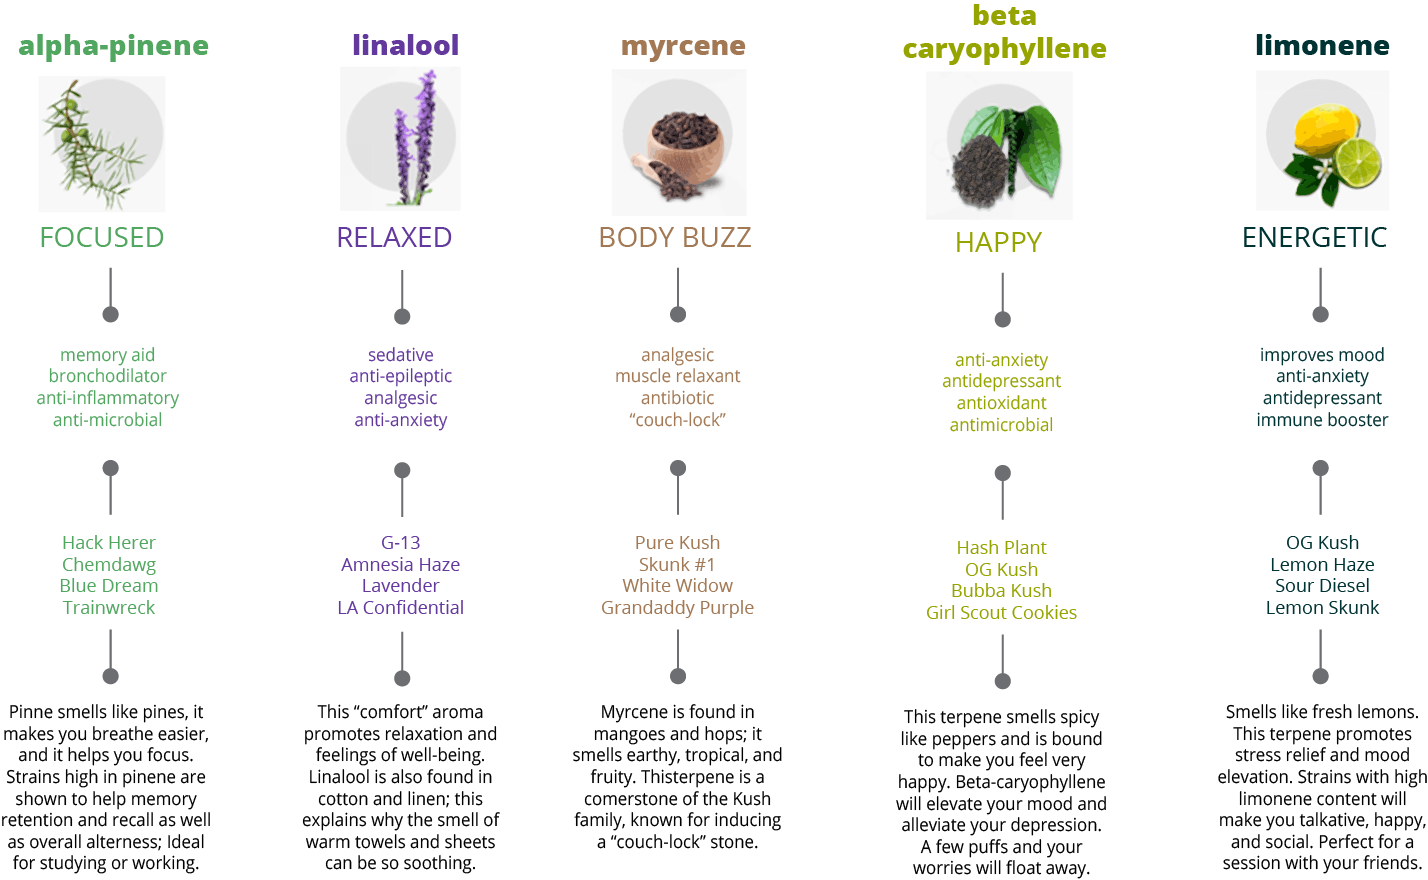 alpha-pinene
FOCUSED
memory aid
bronchodilator
anti-inflammatory
anti-microbial
Hack Herer
Chemdawg
Blue Dream
Trainwreck
Pinne smells like pines, it
makes you breathe easier,
and it helps you focus.
Strains high in pinene are
shown to help memory
retention and recall as well
as overall alterness; Ideal
for studying or working.
linalool
RELAXED
sedative
anti-epileptic
analgesic
anti-anxiety
G-13
Amnesia Haze
Lavender
LA Confidential
This “comfort” aroma
promotes relaxation and
feelings of well-being.
Linalool is also found in
cotton and linen; this
explains why the smell of
warm towels and sheets
can be so soothing.
myrcene
BODY BUZZ
analgesic
muscle relaxant
antibiotic
“couch-lock”
Pure Kush
Skunk #1
White Widow
Grandaddy Purple
Myrcene is found in
mangoes and hops; it
smells earthy, tropical, and
fruity. Thisterpene is a
comerstone of the Kush
family, known for inducing
a “couch-lock” stone.
beta
caryophyllene
HAPPY
anti-anxiety
antidepressant
antioxidant
antimicrobial
Hash Plant
OG Kush
Bubba Kush
Girl Scout Cookies
This terpene smells spicy
like peppers and is bound
to make you feel very
happy. Beta-caryophyllene
will elevate your mood and
alleviate your depression.
A few puffs and your
worries will float away.
limonene
ENERGETIC
improves mood
anti-anxiety
antidepressant
immune booster
OG Kush
Lemon Haze
Sour Diesel
Lemon Skunk
Smells like fresh lemons.
This terpene promotes
stress relief and mood
elevation. Strains with high
limonene content will
make you talkative, happy,
and social. Perfect for a
session with your friends.